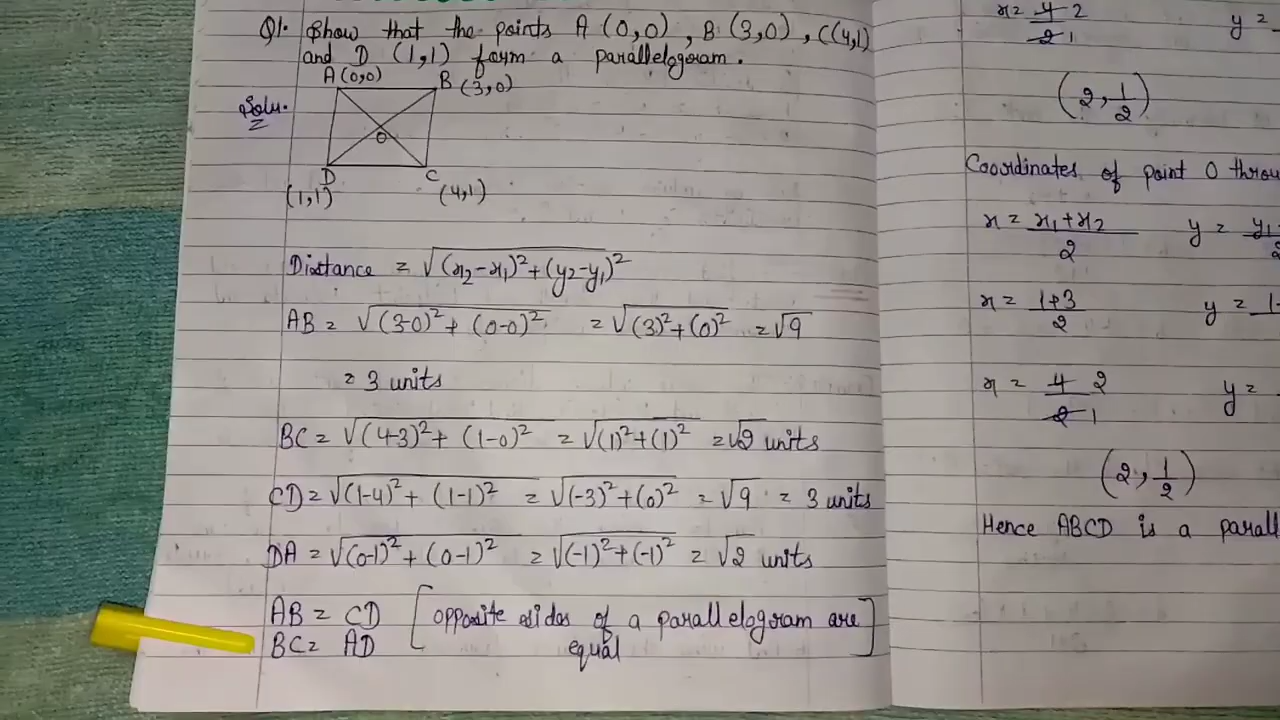 Q1. Show that the points A (0,0), B (3,0), C(4,1)
and D (1,1) form a parallelogram.
A(0,0) B (3,0)
Solu.
O
D C
(1,1) (4,1)
Distance = √(x₂-x₁)²+(y₂-y₁)²
AB = √(3-0)²+ (0-0)² = √(3)²+(0)² = √9
= 3 units
BC = √(4-3)²+ (1-0)² = √(1)²+(1)² = √2 units
CD = √(1-4)²+ (1-1)² = √(-3)²+(0)² = √9 = 3 units
DA = √(0-1)²+ (0-1)² = √(-1)²+(-1)² = √2 units
AB = CD [opposite sides of a parallelogram are
BC = AD equal]
x = 4 2 y =
2 1
(2, 1/2)
Coordinates of point O
x = x₁+x₂ / 2 y = y₁
x = 1+3 / 2 y = 1
x = 4 2 y =
2 1
(2, 1/2)
Hence ABCD is a